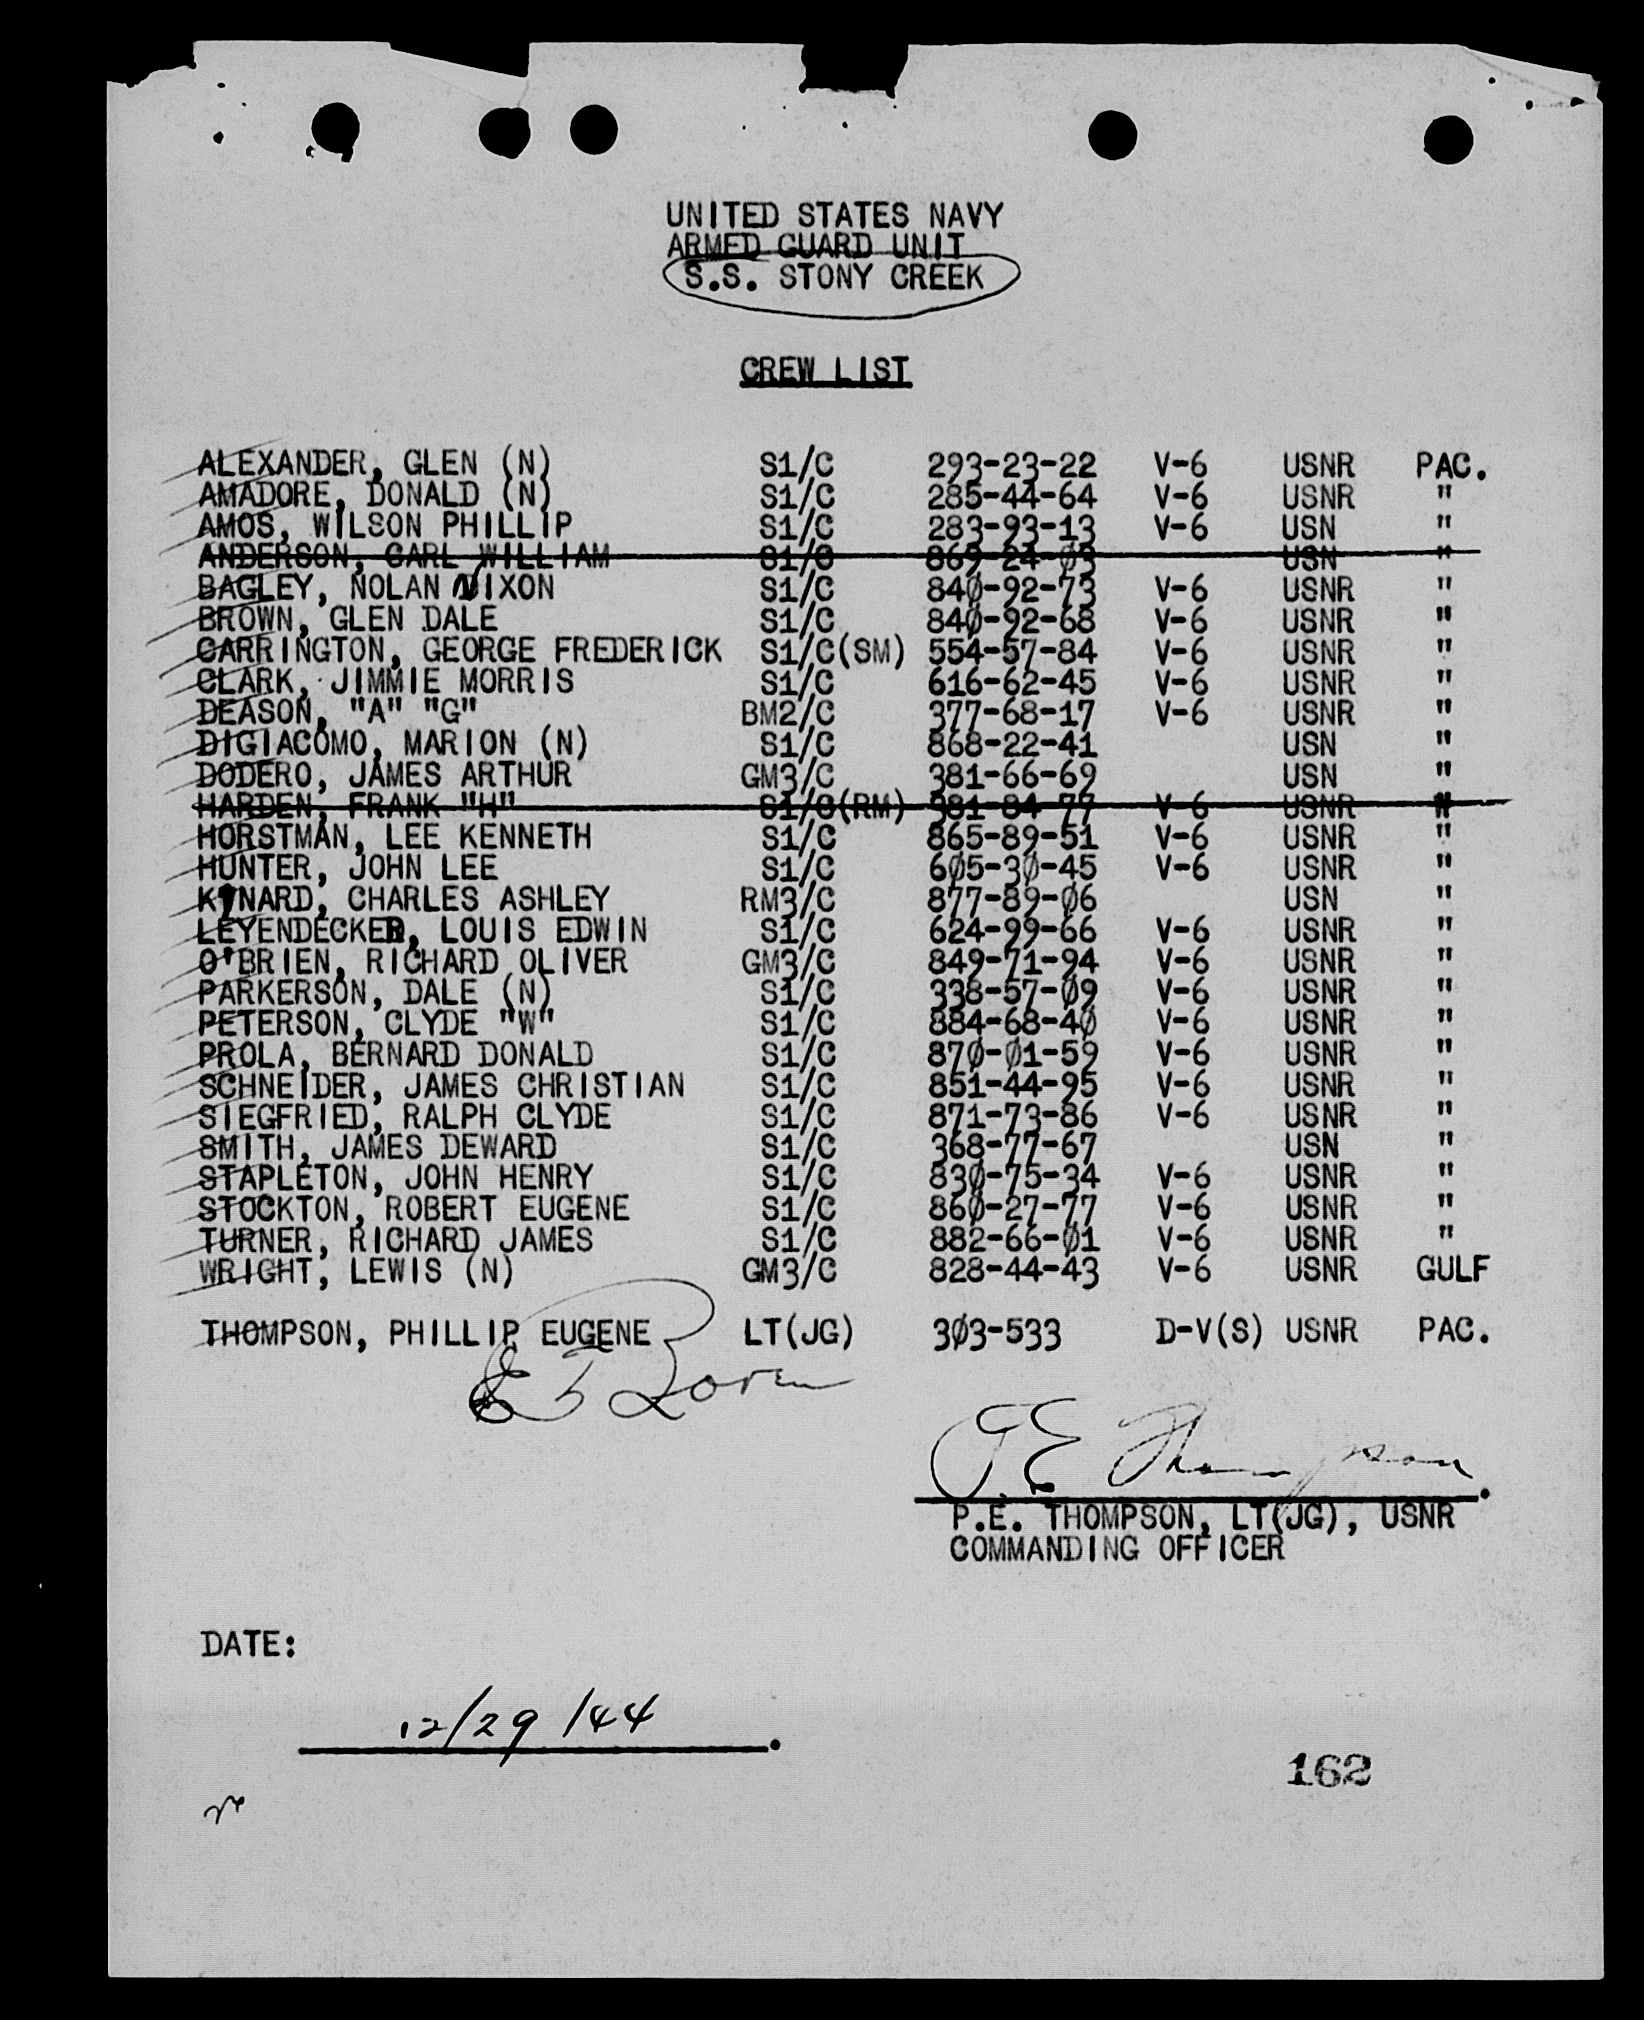 UNITED STATES NAVY
ARMED GUARD UNIT
S.S. STONY CREEK
CREW LIST
ALEXANDER, GLEN (N) S1/C 293-23-22 V-6 USNR PAC.
AMADORE, DONALD (N) S1/C 285-44-64 V-6 USNR "
AMOS, WILSON PHILLIP S1/C 283-93-13 V-6 USN "
ANDERSON, CARL WILLIAM S1/C 869-24-03 USN "
BAGLEY, NOLAN NIXON S1/C 840-92-73 V-6 USNR "
BROWN, GLEN DALE S1/C 840-92-68 V-6 USNR "
CARRINGTON, GEORGE FREDERICK S1/C(SM) 554-57-84 V-6 USNR "
CLARK, JIMMIE MORRIS S1/C 616-62-45 V-6 USNR "
DEASON, "A" "G" BM2/C 377-68-17 V-6 USNR "
DIGIACOMO, MARION (N) S1/C 868-22-41 USN "
DODERO, JAMES ARTHUR GM3/C 381-66-69 USN "
HARDEN, FRANK "H" S1/C(RM) 381-84-77 V-6 USNR "
HORSTMAN, LEE KENNETH S1/C 865-89-51 V-6 USNR "
HUNTER, JOHN LEE S1/C 605-30-45 V-6 USNR "
KYNARD, CHARLES ASHLEY RM3/C 877-89-06 USN "
LEYENDECKER, LOUIS EDWIN S1/C 624-99-66 V-6 USNR "
O'BRIEN, RICHARD OLIVER GM3/C 849-71-94 V-6 USNR "
PARKERSON, DALE (N) S1/C 338-57-09 V-6 USNR "
PETERSON, CLYDE "W" S1/C 884-68-40 V-6 USNR "
PROLA, BERNARD DONALD S1/C 870-01-59 V-6 USNR "
SCHNEIDER, JAMES CHRISTIAN S1/C 851-44-95 V-6 USNR "
SIEGFRIED, RALPH CLYDE S1/C 871-73-86 V-6 USNR "
SMITH, JAMES DEWARD S1/C 368-77-67 USN "
STAPLETON, JOHN HENRY S1/C 830-75-34 V-6 USNR "
STOCKTON, ROBERT EUGENE S1/C 860-27-77 V-6 USNR "
TURNER, RICHARD JAMES S1/C 882-66-01 V-6 USNR "
WRIGHT, LEWIS (N) GM3/C 828-44-43 V-6 USNR GULF
THOMPSON, PHILLIP EUGENE LT(JG) 303-533 D-V(S) USNR PAC.
P E Thompson
P.E. THOMPSON, LT(JG), USNR
COMMANDING OFFICER
DATE:
12/29/44
162